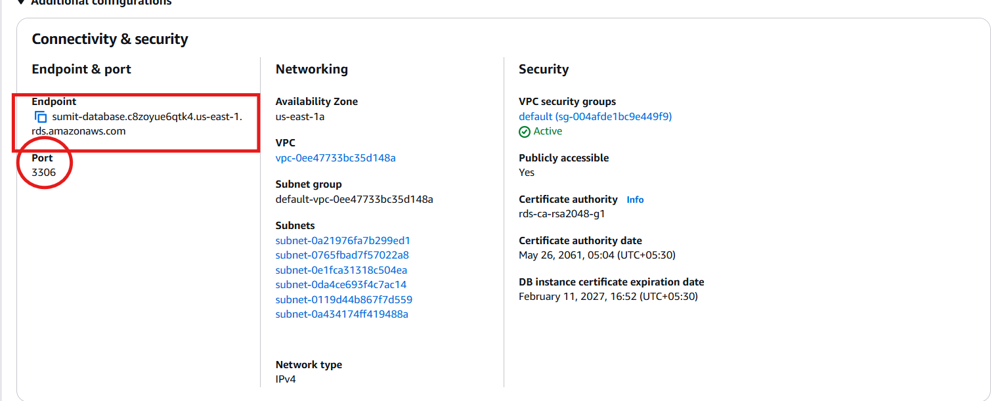 Additional configurations
Connectivity & security
Endpoint & port
Endpoint
sumit-database.c8zoyue6qtk4.us-east-1.
rds.amazonaws.com
Port
3306
Networking
Availability Zone
us-east-1a
VPC
vpc-0ee47733bc35d148a
Subnet group
default-vpc-0ee47733bc35d148a
Subnets
subnet-0a21976fa7b299ed1
subnet-0765fbad7f57022a8
subnet-0e1fca31318c504ea
subnet-0da4ce693f4c7ac14
subnet-0119d44b867f7d559
subnet-0a434174ff419488a
Network type
IPv4
Security
VPC security groups
default (sg-004afde1bc9e449f9)
Active
Publicly accessible
Yes
Certificate authority Info
rds-ca-rsa2048-g1
Certificate authority date
May 26, 2061, 05:04 (UTC+05:30)
DB instance certificate expiration date
February 11, 2027, 16:52 (UTC+05:30)